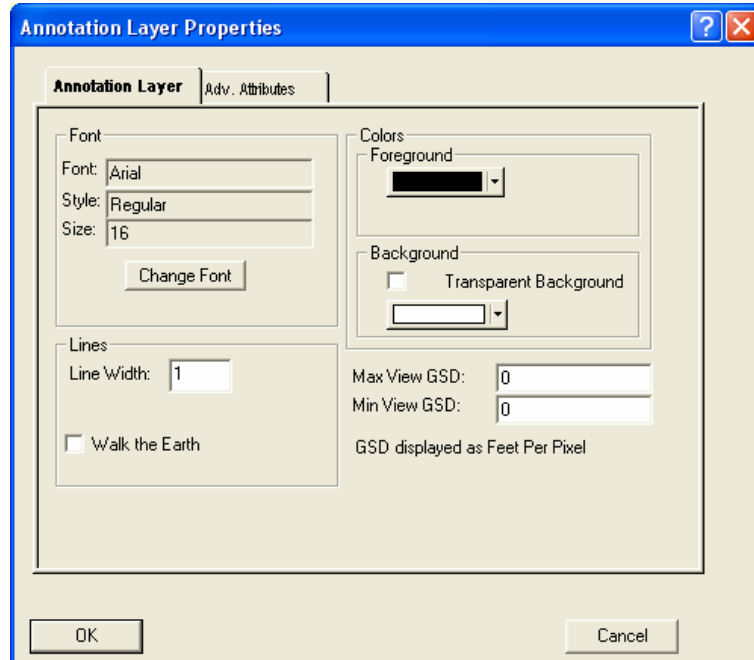 Annotation Layer Properties
Annotation Layer
Adv. Attributes
Font
Font: Arial
Style: Regular
Size: 16
Change Font
Lines
Line Width: 1
Walk the Earth
Colors
Foreground
Background
Transparent Background
Max View GSD: 0
Min View GSD: 0
GSD displayed as Feet Per Pixel
OK
Cancel